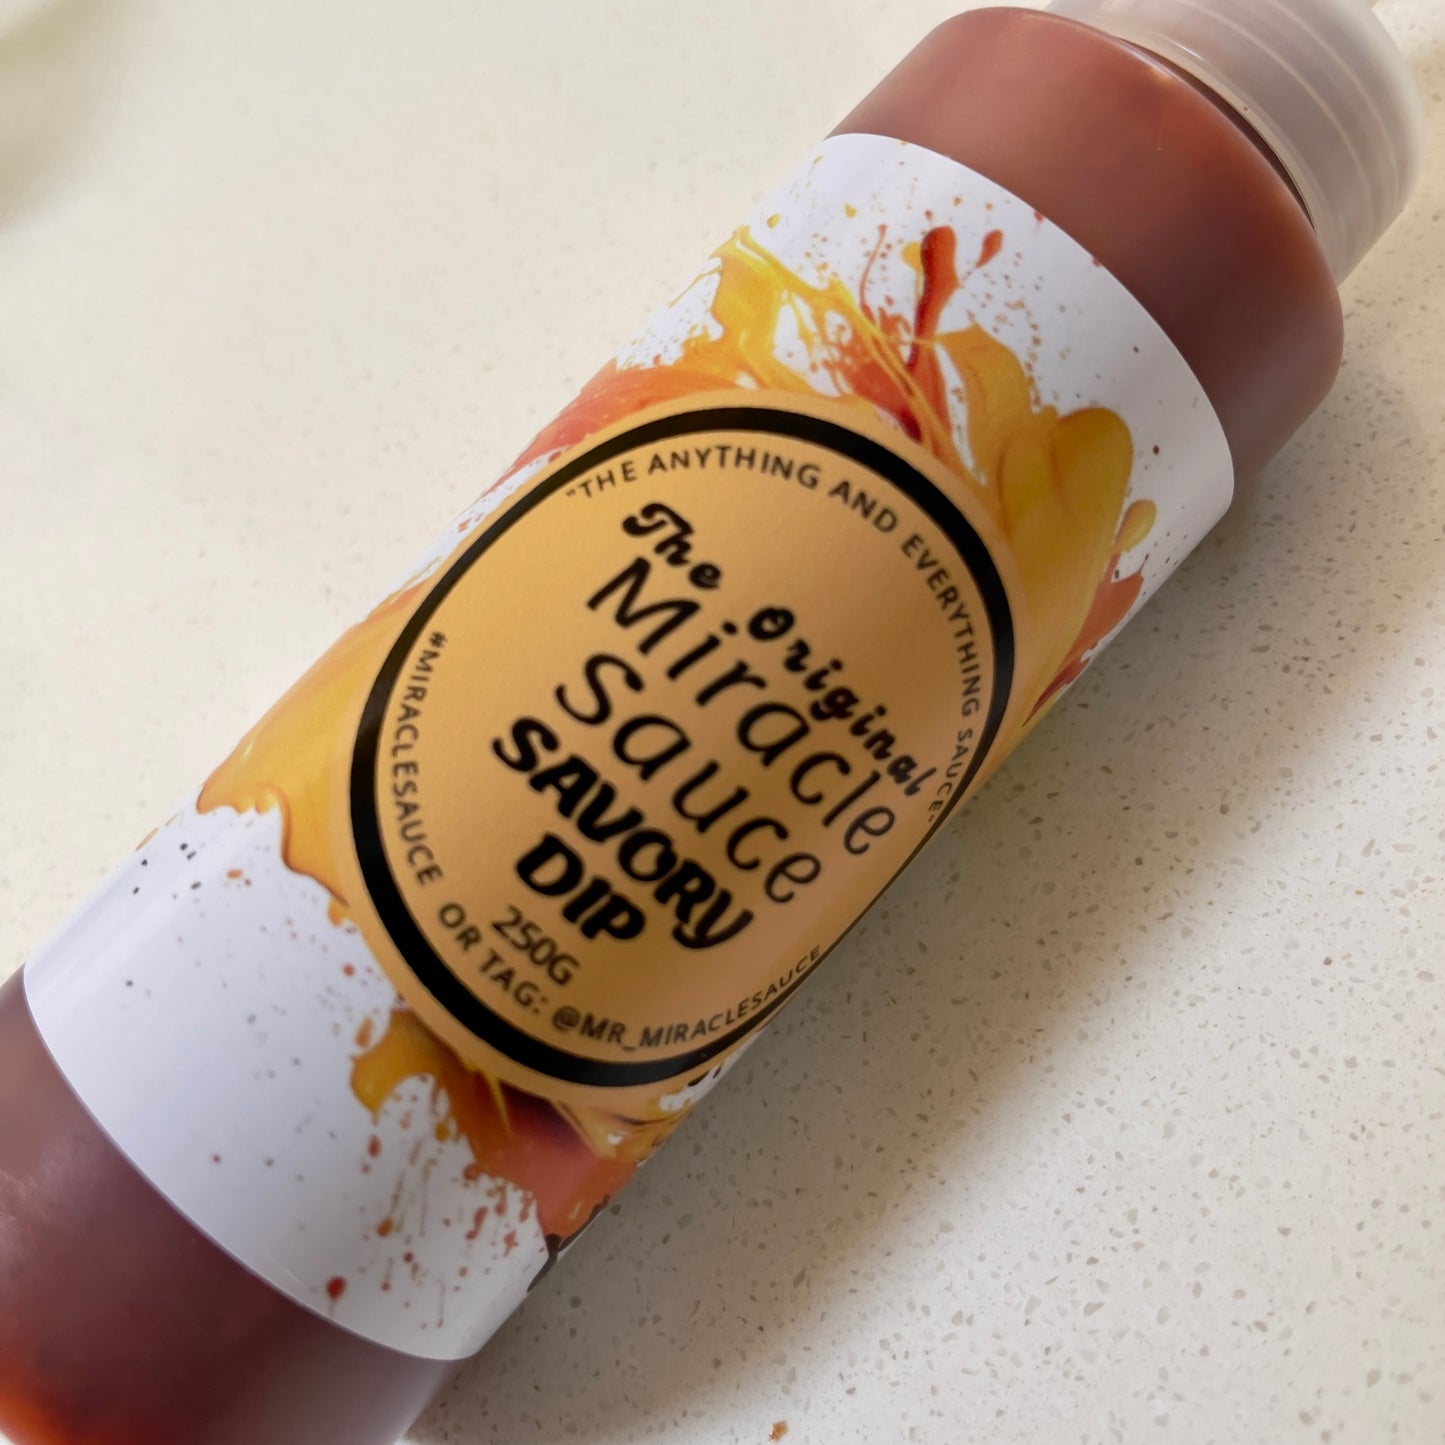 "THE ANYTHING AND EVERYTHING SAUCE"
The Original
Miracle
Sauce
SAVORY
DIP
250G
#MIRACLESAUCE OR TAG: @MR_MIRACLESAUCE